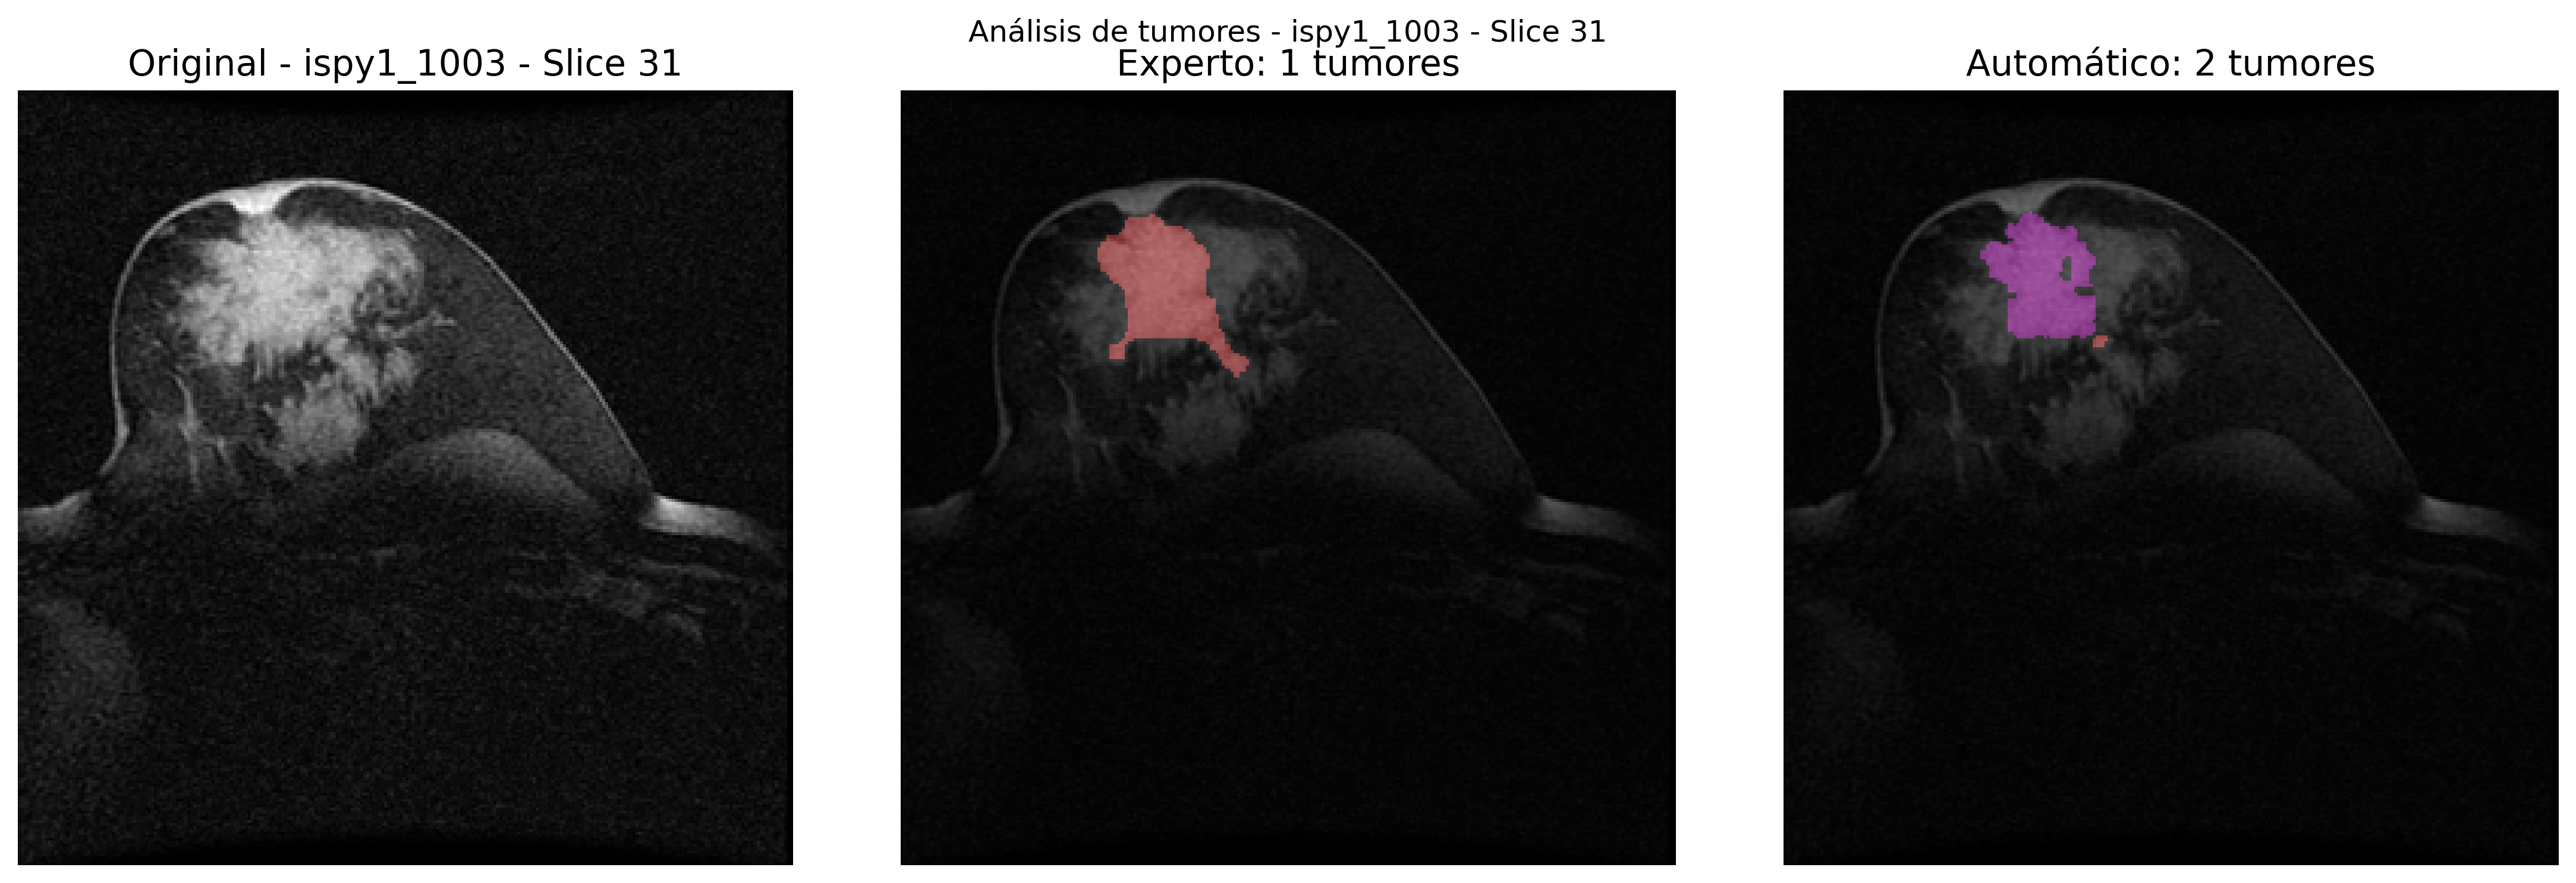 Análisis de tumores - ispy1_1003 - Slice 31
Original - ispy1_1003 - Slice 31
Experto: 1 tumores
Automático: 2 tumores